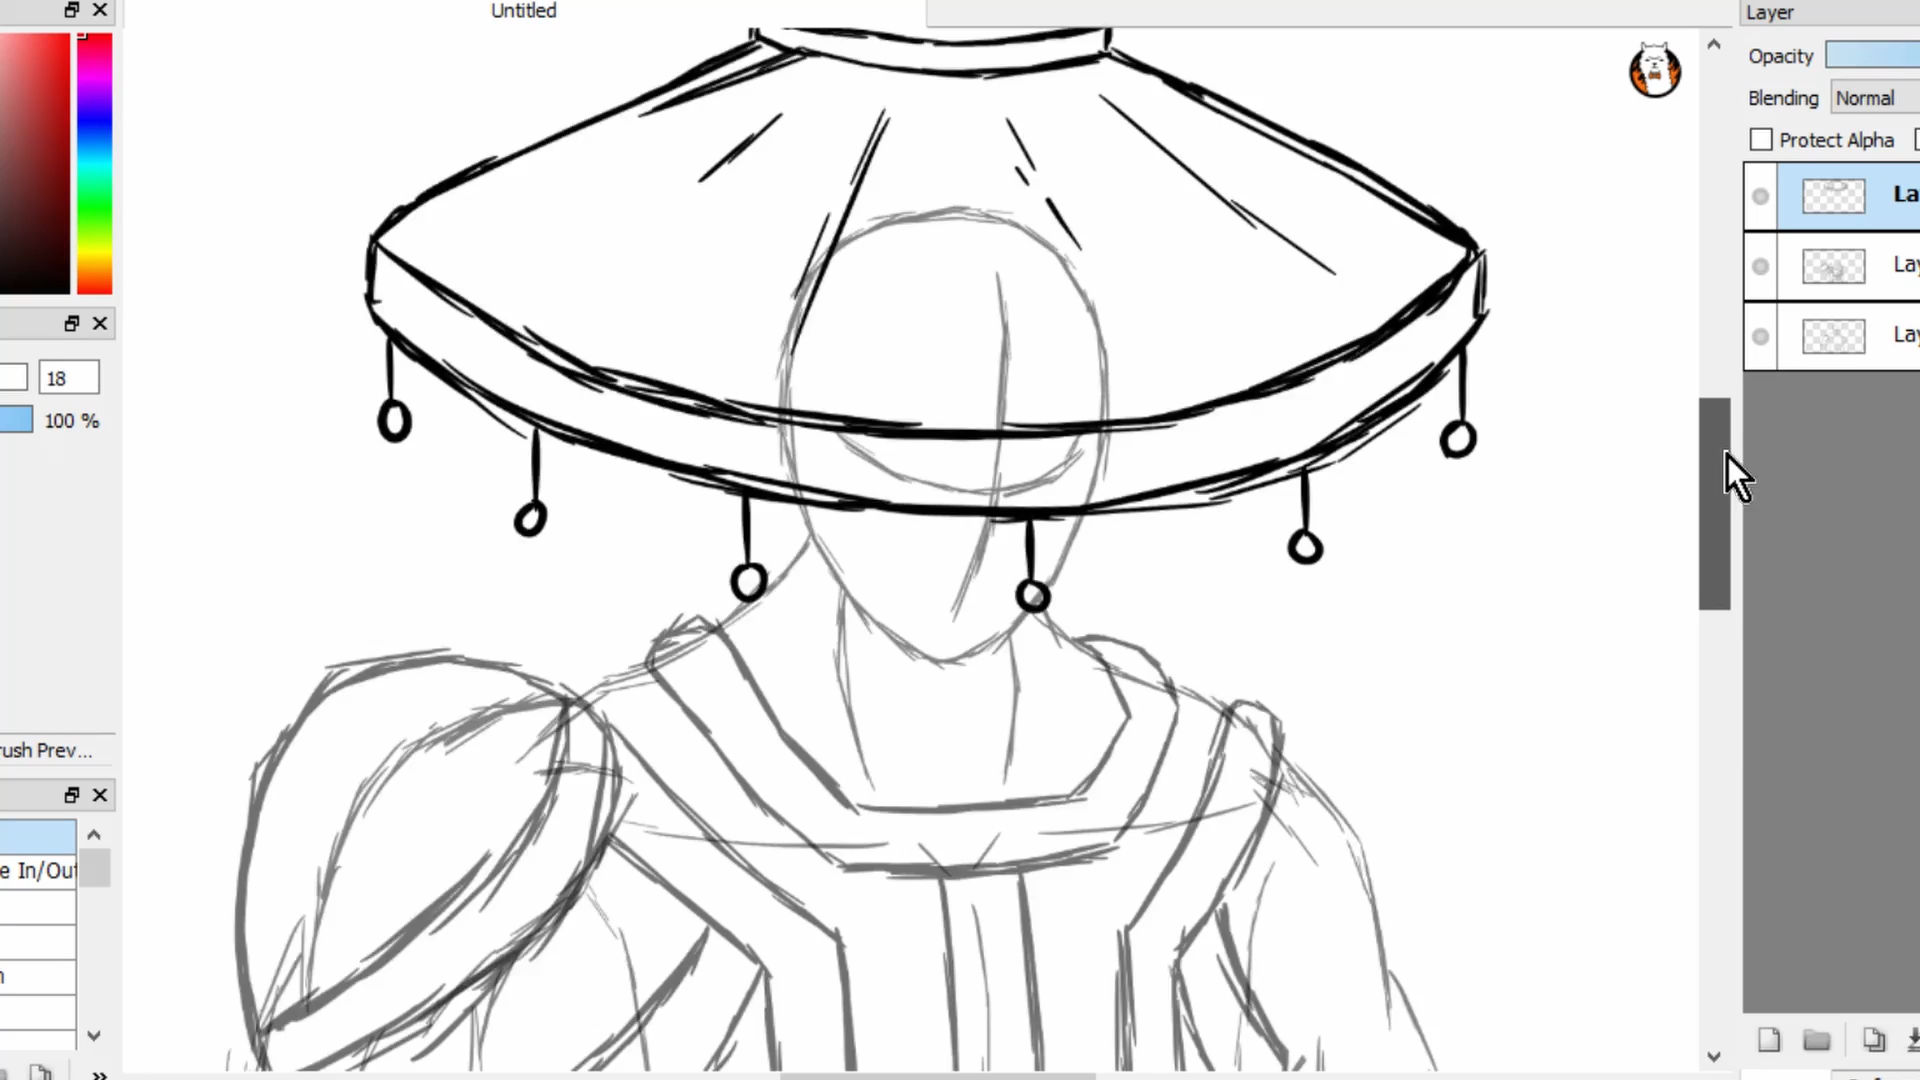 Untitled
Layer
Opacity
Blending
Normal
Protect Alpha
La
Lay
Lay
18
100 %
rush Prev...
e In/Out